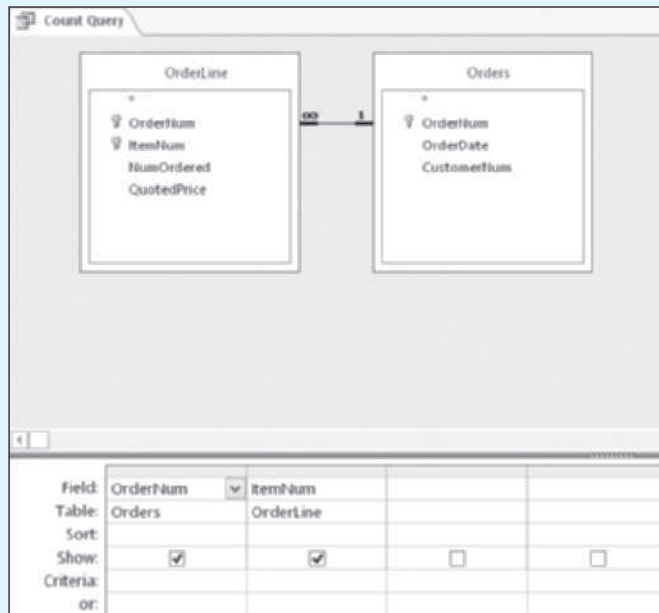 Count Query
OrderLine
*
OrderNum
ItemNum
NumOrdered
QuotedPrice
∞ 1
Orders
*
OrderNum
OrderDate
CustomerNum
Field: OrderNum ItemNum
Table: Orders OrderLine
Sort:
Show:
Criteria:
or: